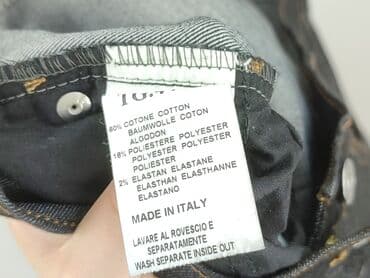 80% COTONE COTTON
BAUMWOLLE COTON
ALGODON
18% POLIESTERE POLYESTER
POLYESTER POLYESTER
POLIESTER
2% ELASTAN ELASTANE
ELASTHAN ELASTHANNE
ELASTANO
MADE IN ITALY
LAVARE AL ROVESCIO E
SEPARATAMENTE
WASH SEPARATE INSIDE OUT